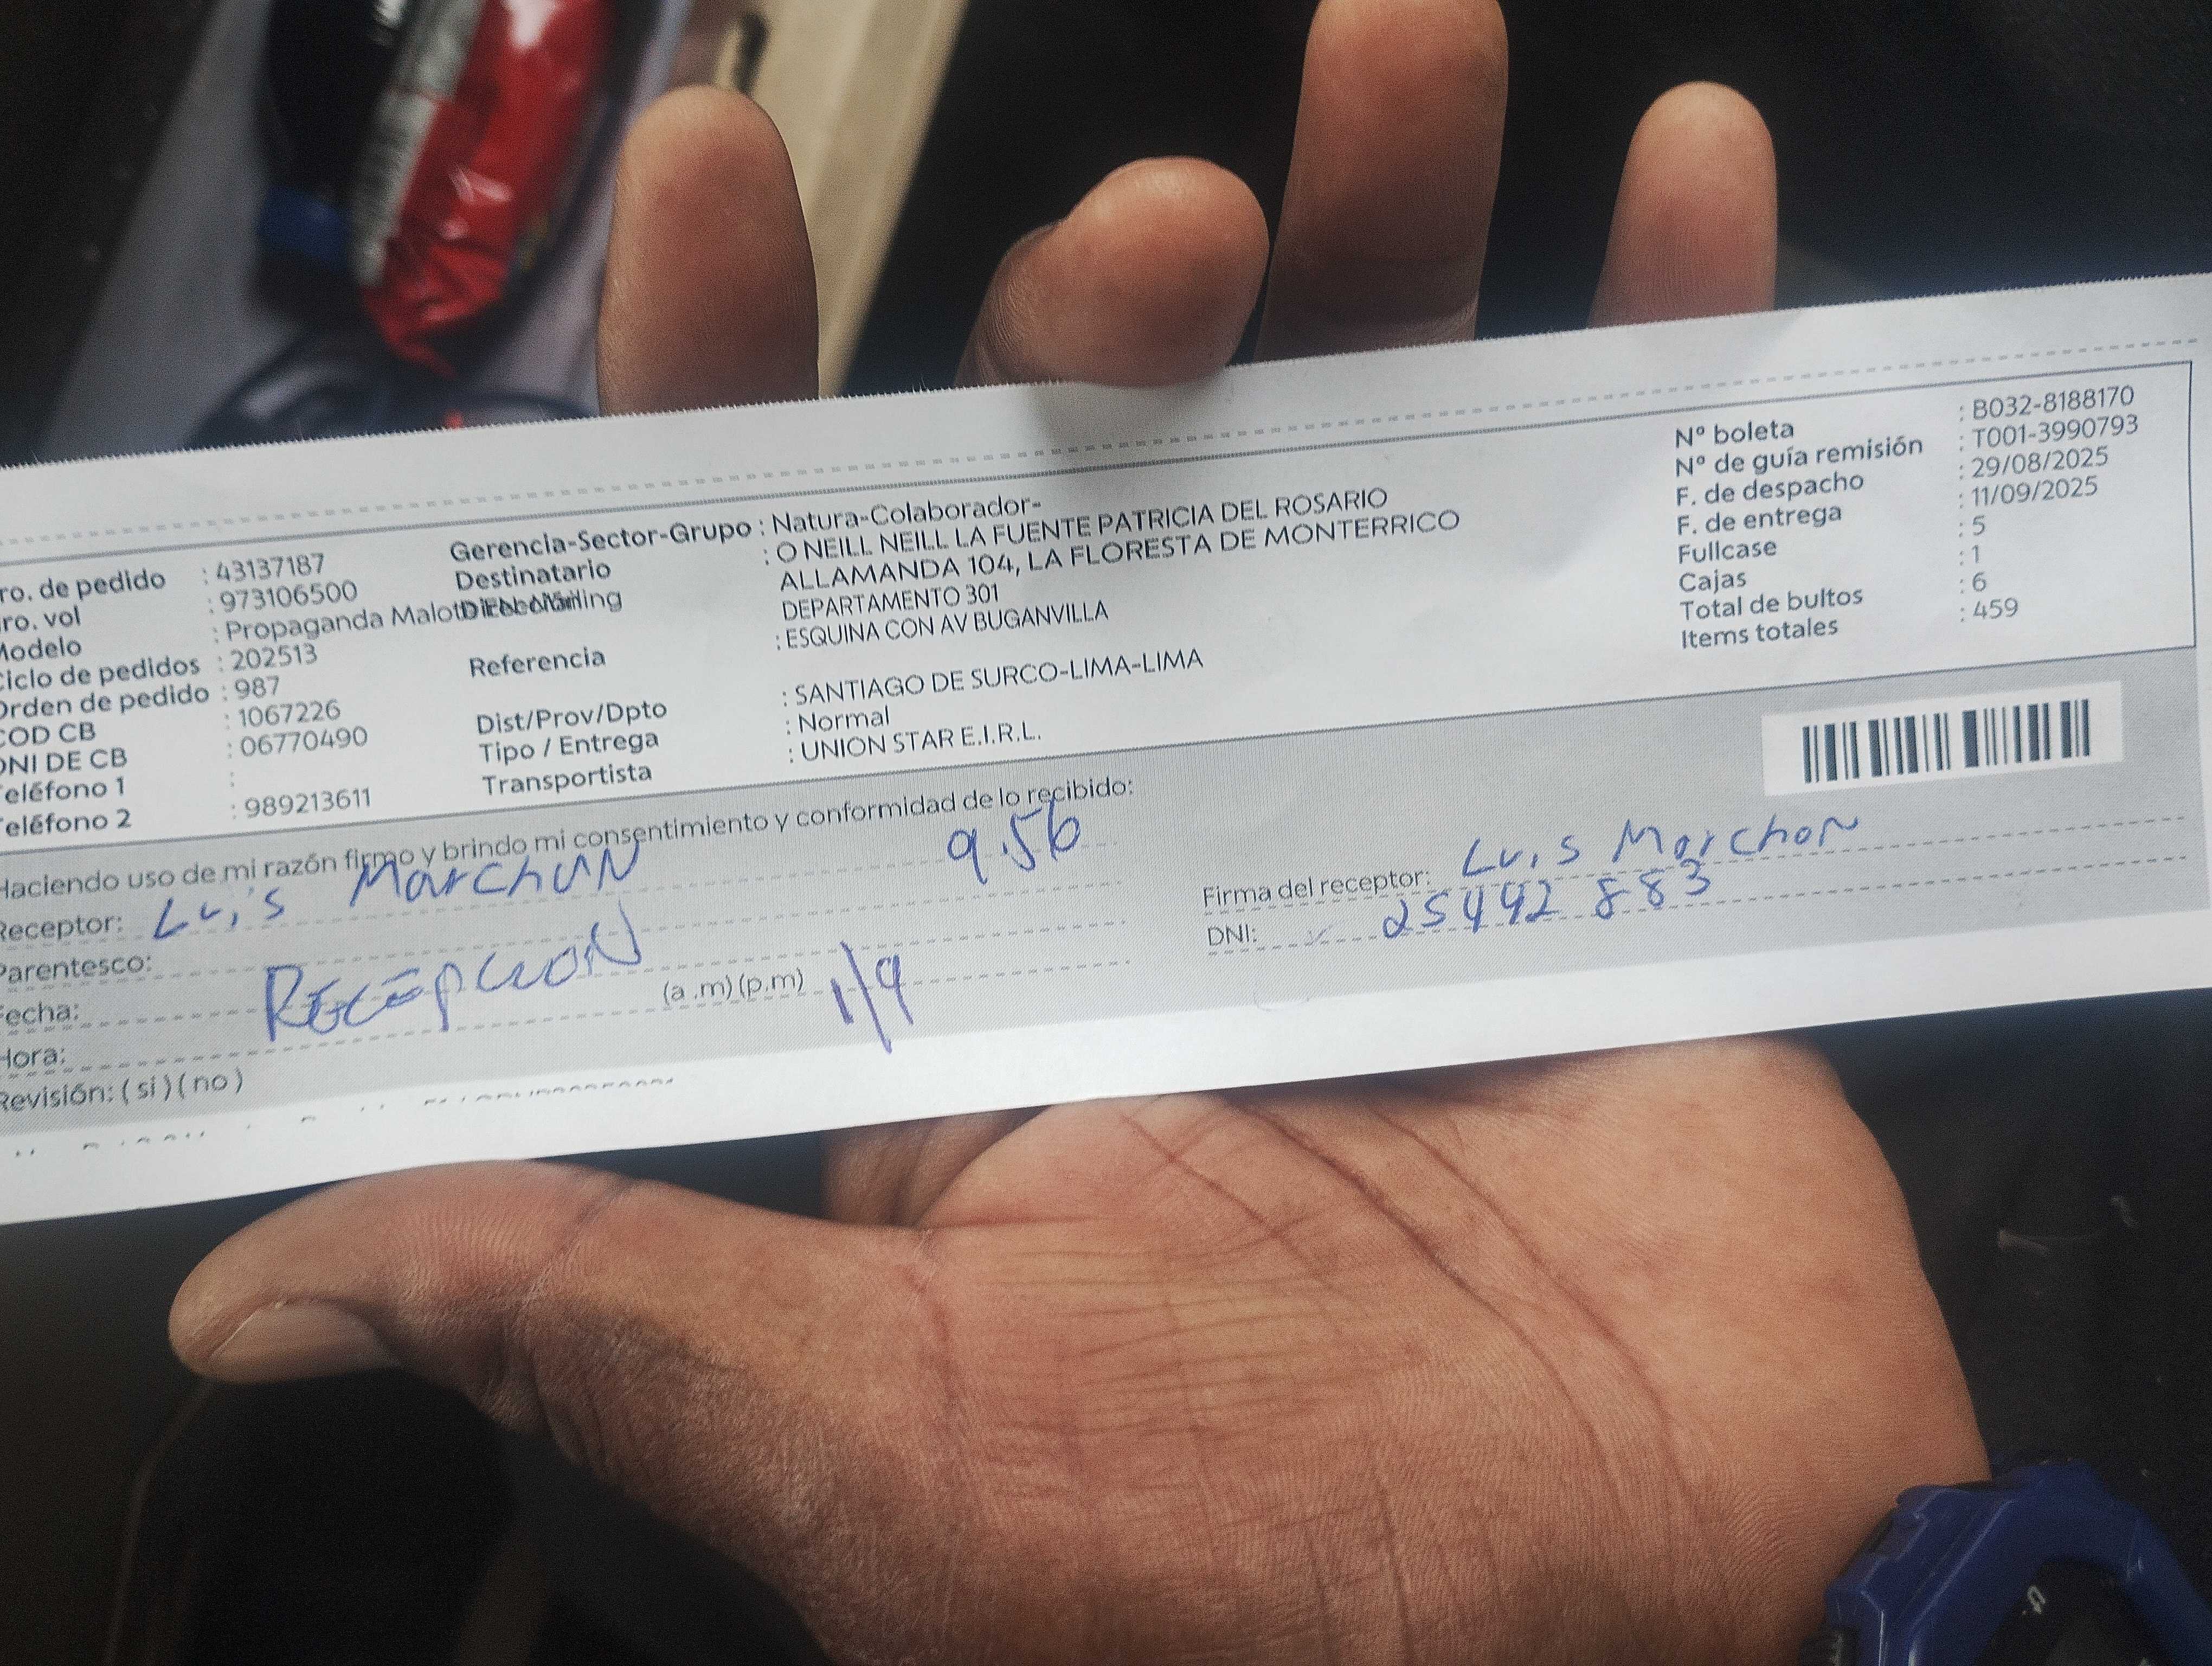 ro. de pedido : 43137187
ro. vol : 973106500
Modelo : Propaganda
Ciclo de pedidos : 202513
Orden de pedido : 987
COD CB : 1067226
DNI DE CB : 06770490
Teléfono 1 :
Teléfono 2 : 989213611
Gerencia-Sector-Grupo : Natura-Colaborador-
Destinatario : O NEILL NEILL LA FUENTE PATRICIA DEL ROSARIO
ALLAMANDA 104, LA FLORESTA DE MONTERRICO
DEPARTAMENTO 301
Referencia : ESQUINA CON AV BUGANVILLA
Dist/Prov/Dpto : SANTIAGO DE SURCO-LIMA-LIMA
Tipo / Entrega : Normal
Transportista : UNION STAR E.I.R.L.
Nº boleta : B032-8188170
Nº de guía remisión : T001-3990793
F. de despacho : 29/08/2025
F. de entrega : 11/09/2025
Fullcase : 5
Cajas : 1
Total de bultos : 6
Items totales : 459
Haciendo uso de mi razón firmo y brindo mi consentimiento y conformidad de lo recibido:
Receptor: Luis Marchan 9.56
Parentesco:
Fecha: Recepcion
Hora: (a .m) (p.m) 1/9
Revisión: ( si ) ( no )
Firma del receptor: Luis Marchan
DNI: 25492 883